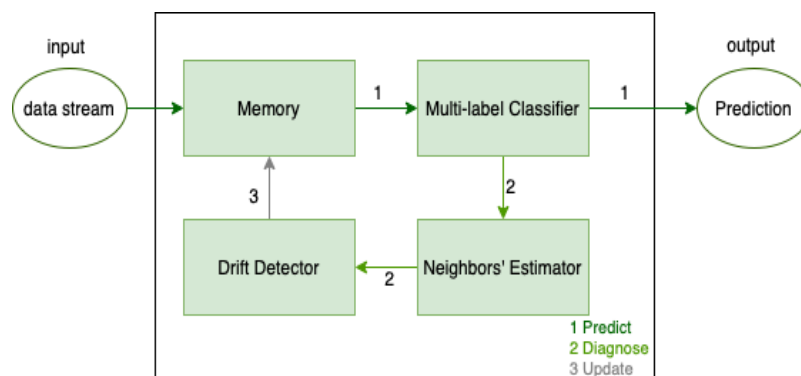 input
output
data stream
Memory
1
Multi-label Classifier
1
Prediction
2
3
Drift Detector
2
Neighbors' Estimator
1 Predict
2 Diagnose
3 Update